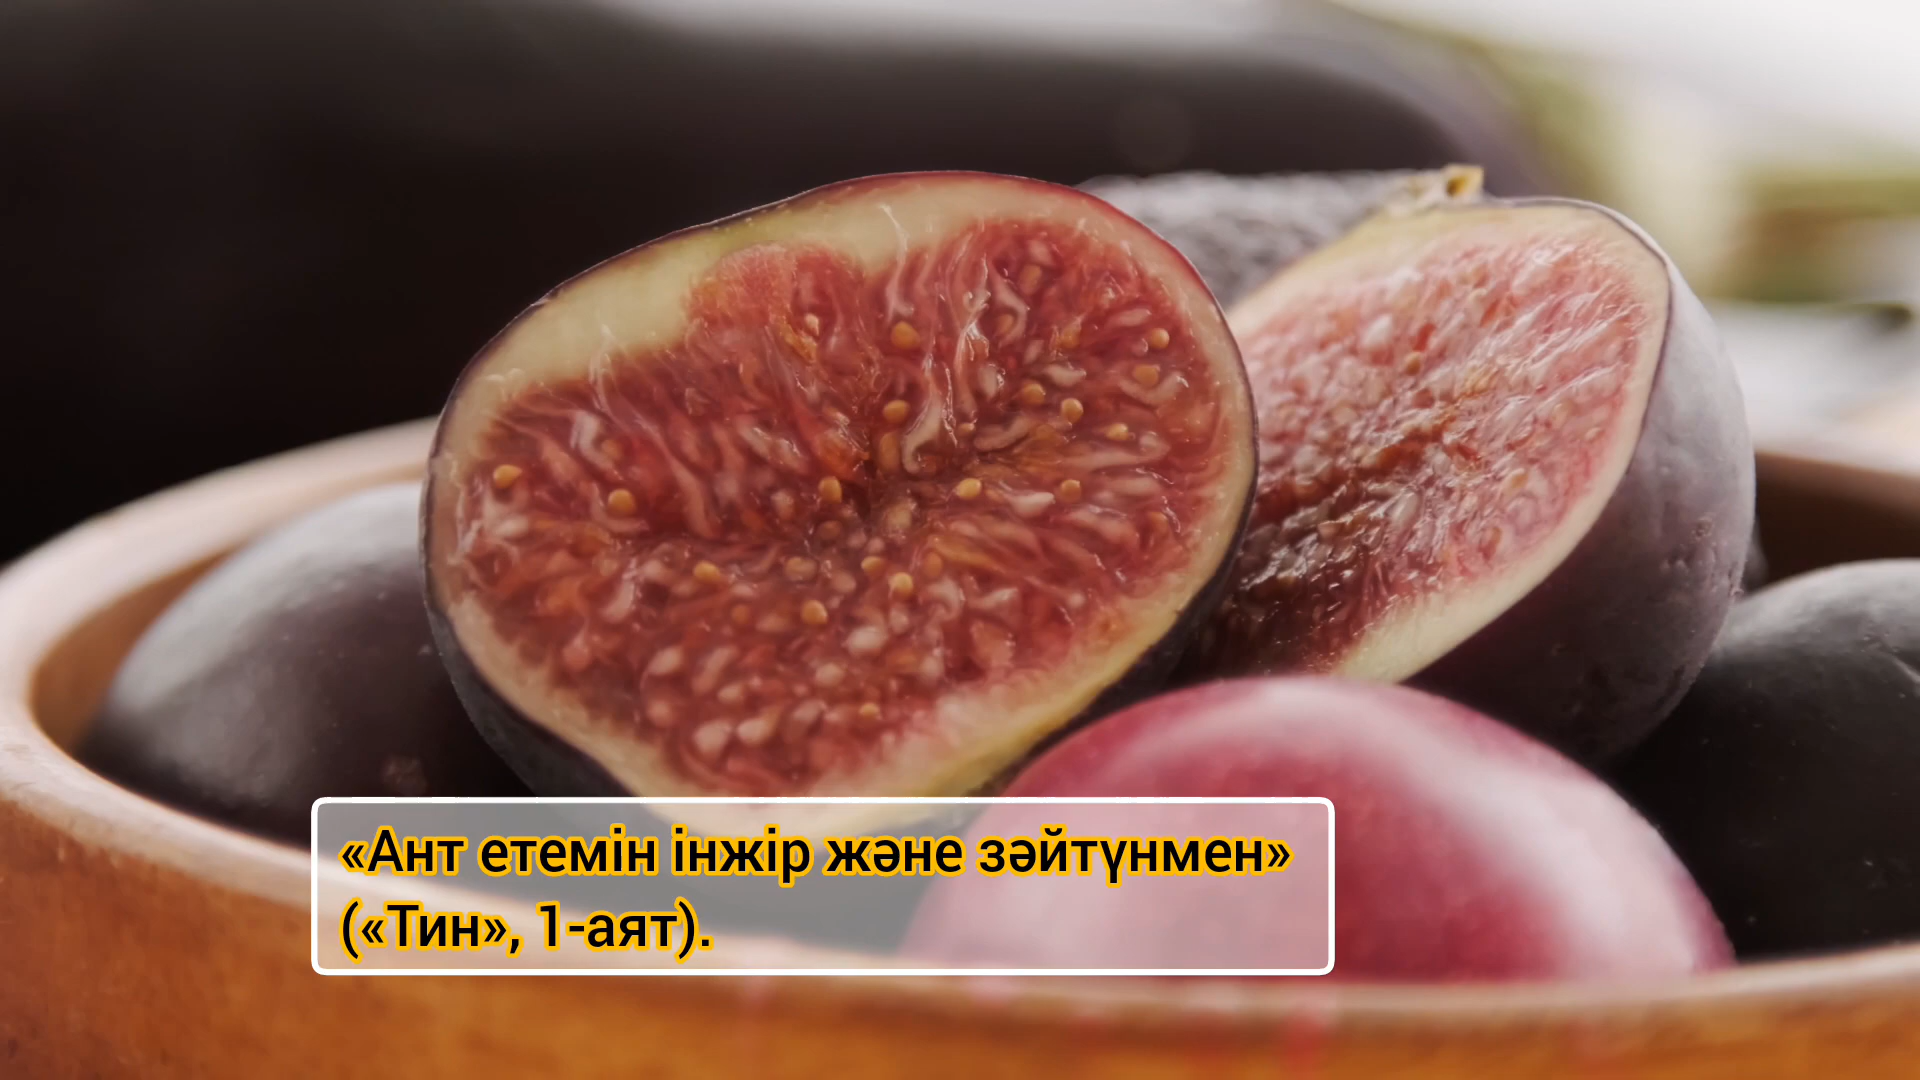 «Ант етемін інжір және зәйтүнмен»
(«Тин», 1-аят).